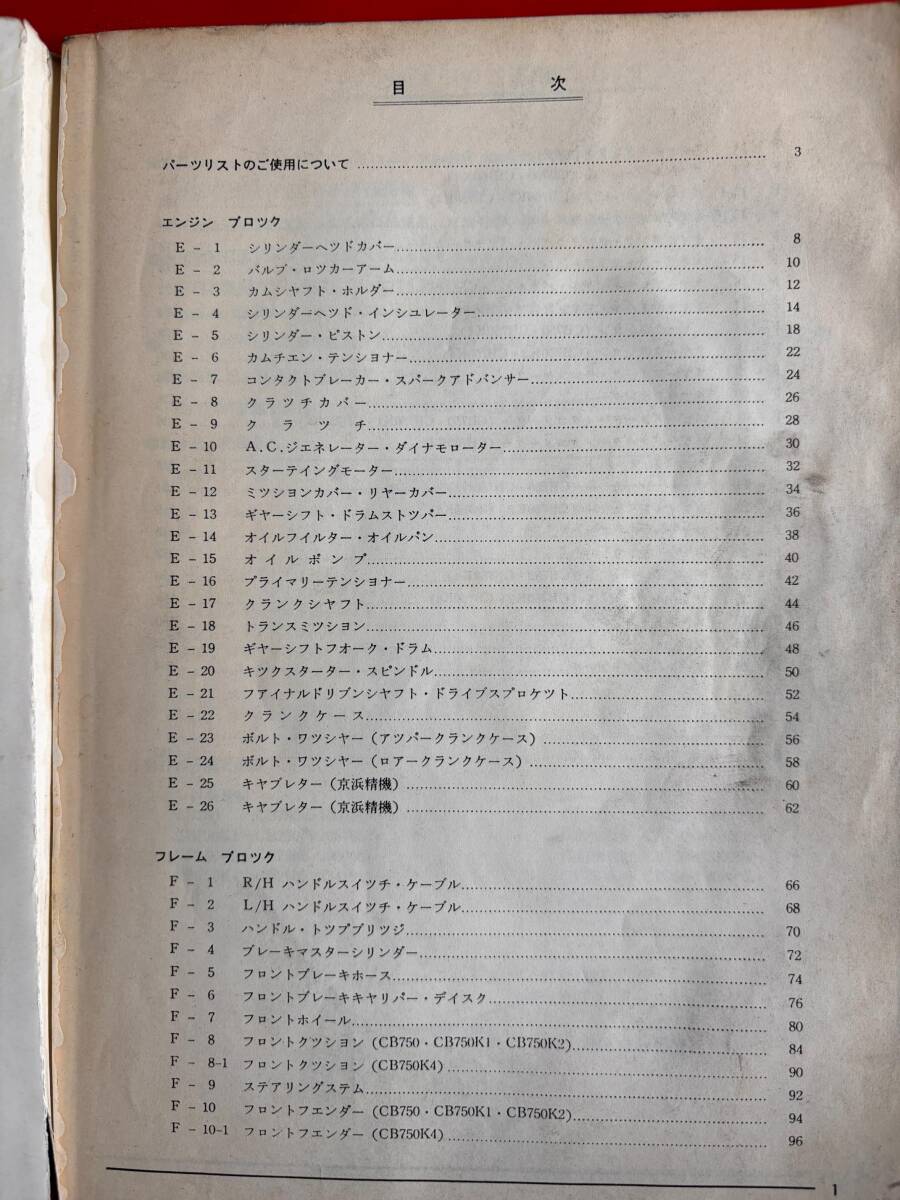 目 次
パーツリストのご使用について 3
エンジン ブロツク
E - 1 シリンダーヘツドカバー 8
E - 2 バルブ・ロツカーアーム 10
E - 3 カムシヤフト・ホルダー 12
E - 4 シリンダーヘツド・インシユレーター 14
E - 5 シリンダー・ピストン 18
E - 6 カムチエン・テンシヨナー 22
E - 7 コンタクトブレーカー・スパークアドバンサー 24
E - 8 クラツチカバー 26
E - 9 クラツチ 28
E - 10 A.C.ジエネレーター・ダイナモローター 30
E - 11 スターテイングモーター 32
E - 12 ミツシヨンカバー・リヤーカバー 34
E - 13 ギヤーシフト・ドラムストツパー 36
E - 14 オイルフイルター・オイルパン 38
E - 15 オイルポンプ 40
E - 16 プライマリーテンシヨナー 42
E - 17 クランクシヤフト 44
E - 18 トランスミツシヨン 46
E - 19 ギヤーシフトフオーク・ドラム 48
E - 20 キツクスターター・スピンドル 50
E - 21 フアイナルドリブンシヤフト・ドライブスプロケツト 52
E - 22 クランクケース 54
E - 23 ボルト・ワツシヤー(アツパークランクケース) 56
E - 24 ボルト・ワツシヤー(ロアークランクケース) 58
E - 25 キヤブレター(京浜精機) 60
E - 26 キヤブレター(京浜精機) 62
フレーム ブロツク
F - 1 R/H ハンドルスイツチ・ケーブル 66
F - 2 L/H ハンドルスイツチ・ケーブル 68
F - 3 ハンドル・トツプブリツジ 70
F - 4 ブレーキマスターシリンダー 72
F - 5 フロントブレーキホース 74
F - 6 フロントブレーキキヤリパー・デイスク 76
F - 7 フロントホイール 80
F - 8 フロントクツシヨン(CB750・CB750K1・CB750K2) 84
F - 8-1 フロントクツシヨン(CB750K4) 90
F - 9 ステアリングステム 92
F - 10 フロントフエンダー(CB750・CB750K1・CB750K2) 94
F - 10-1 フロントフエンダー(CB750K4) 96
1